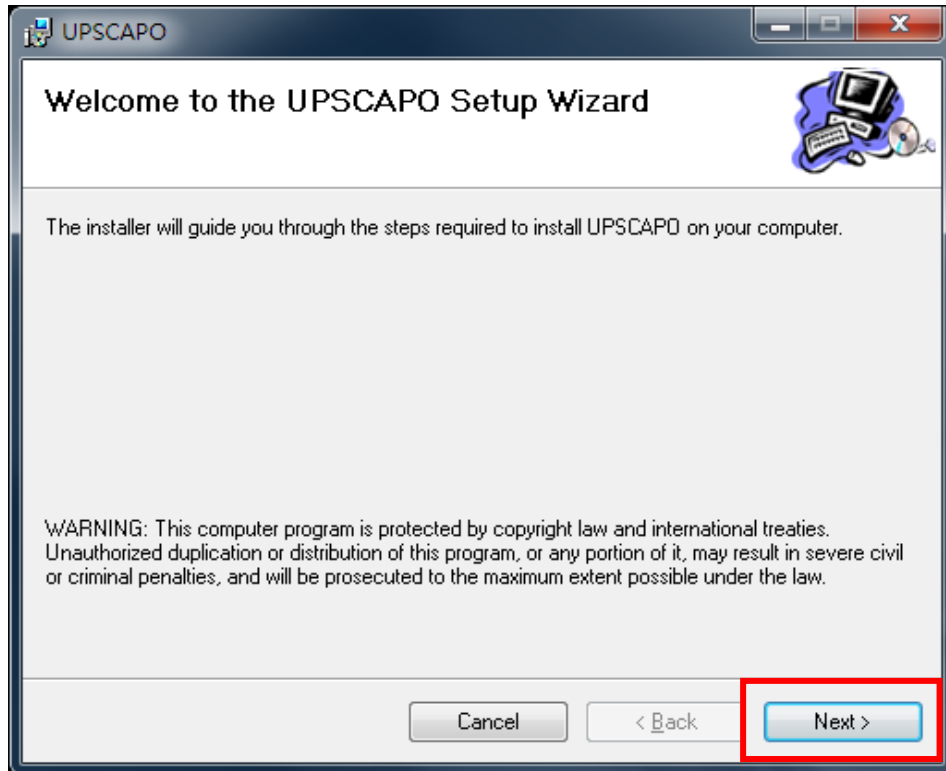 UPSCAPO
Welcome to the UPSCAPO Setup Wizard
The installer will guide you through the steps required to install UPSCAPO on your computer.
WARNING: This computer program is protected by copyright law and international treaties.
Unauthorized duplication or distribution of this program, or any portion of it, may result in severe civil
or criminal penalties, and will be prosecuted to the maximum extent possible under the law.
Cancel < Back Next >